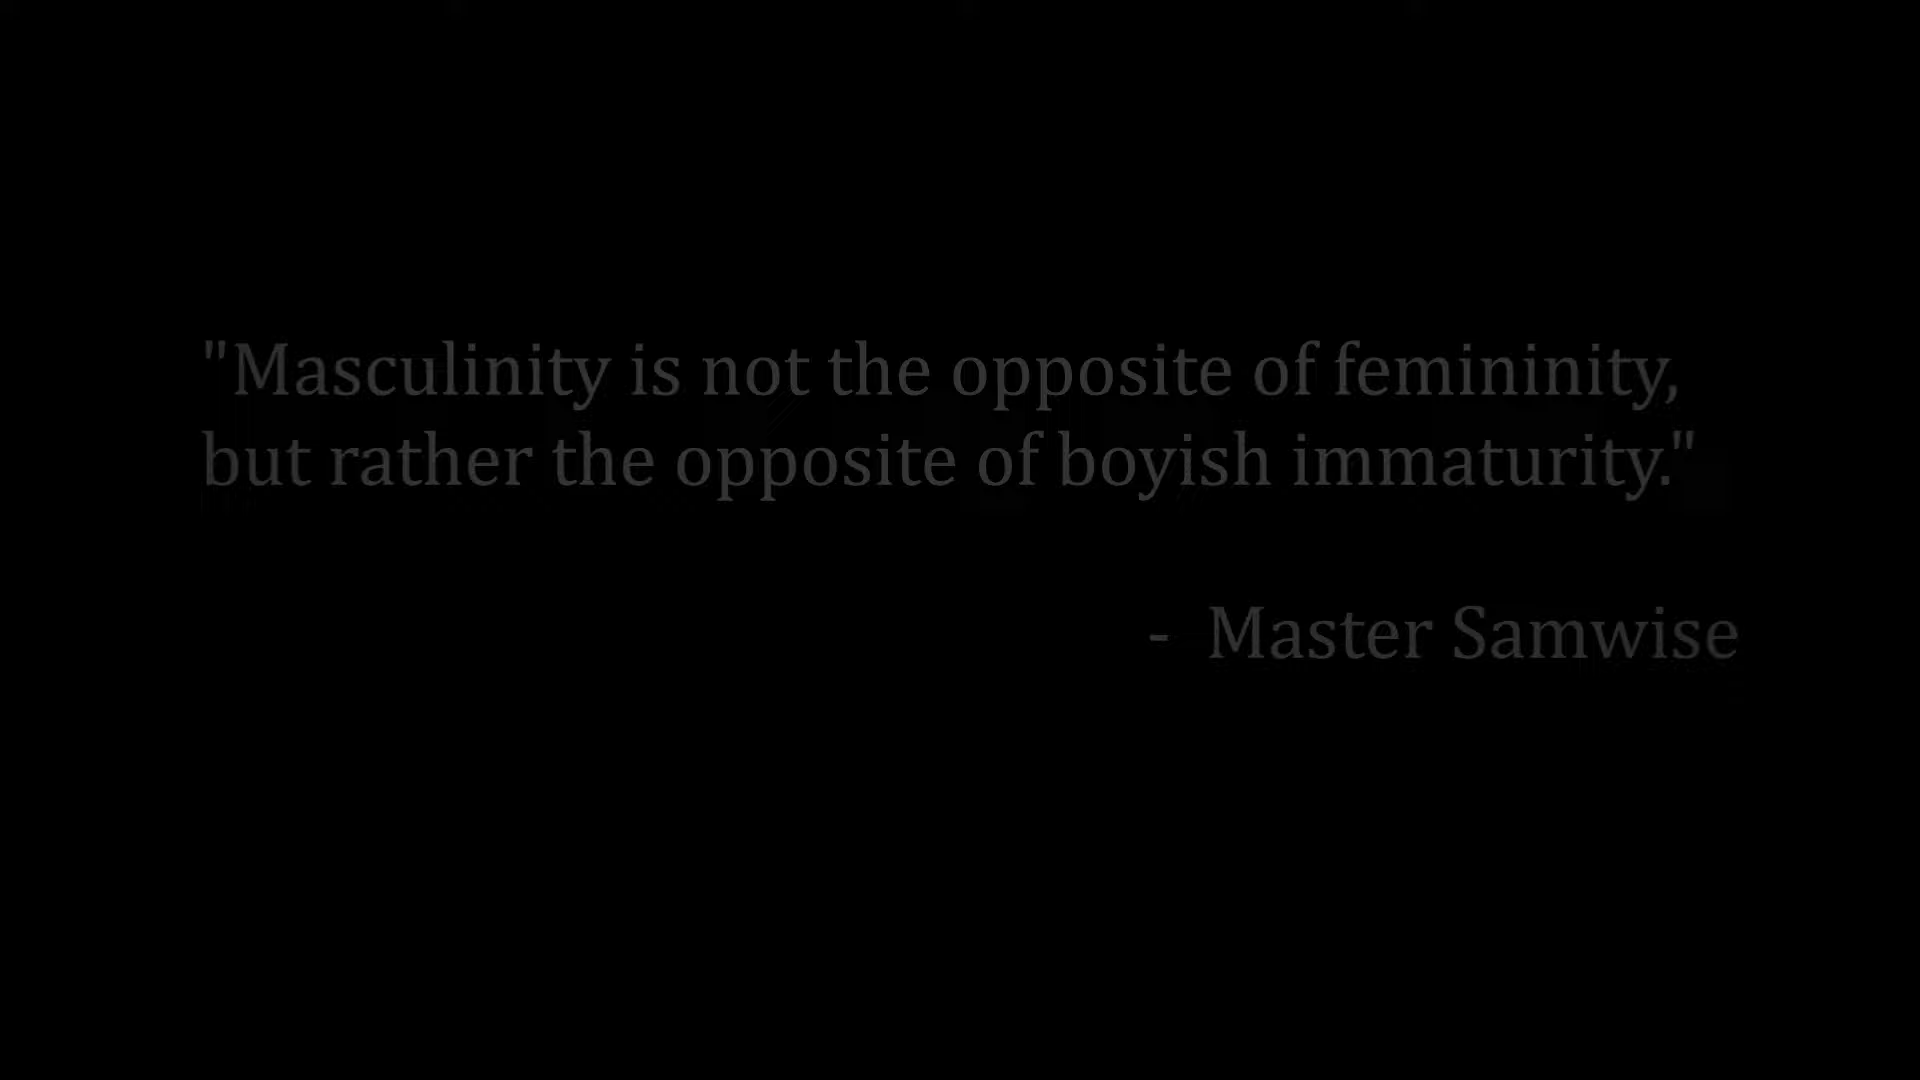 "Masculinity is not the opposite of femininity,
but rather the opposite of boyish immaturity."
- Master Samwise